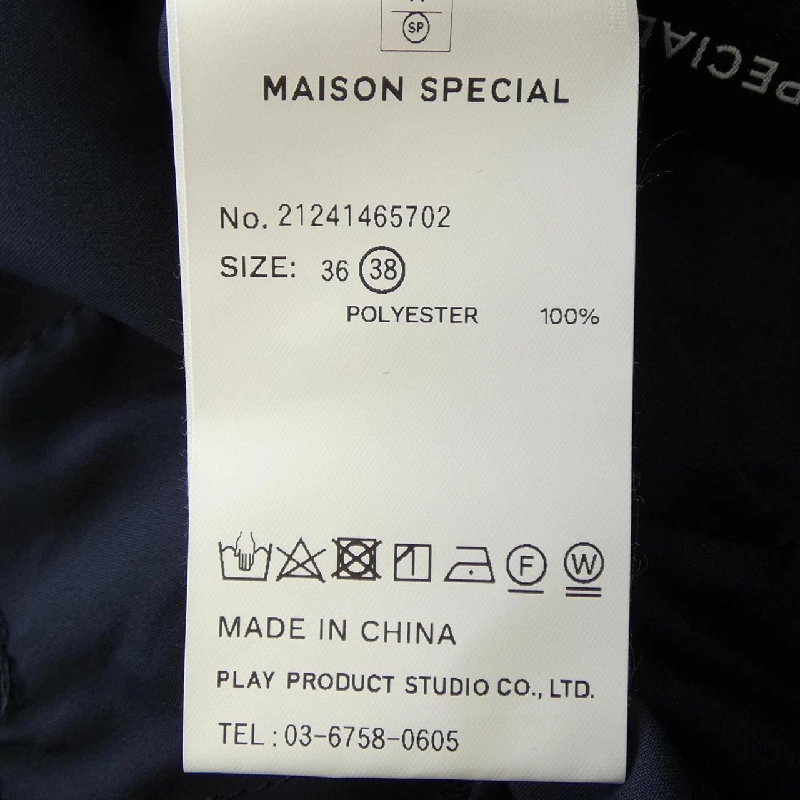 SP
MAISON SPECIAL
SPECIAL
No. 21241465702
SIZE: 36 38
POLYESTER 100%
F W
MADE IN CHINA
PLAY PRODUCT STUDIO CO., LTD.
TEL : 03-6758-0605